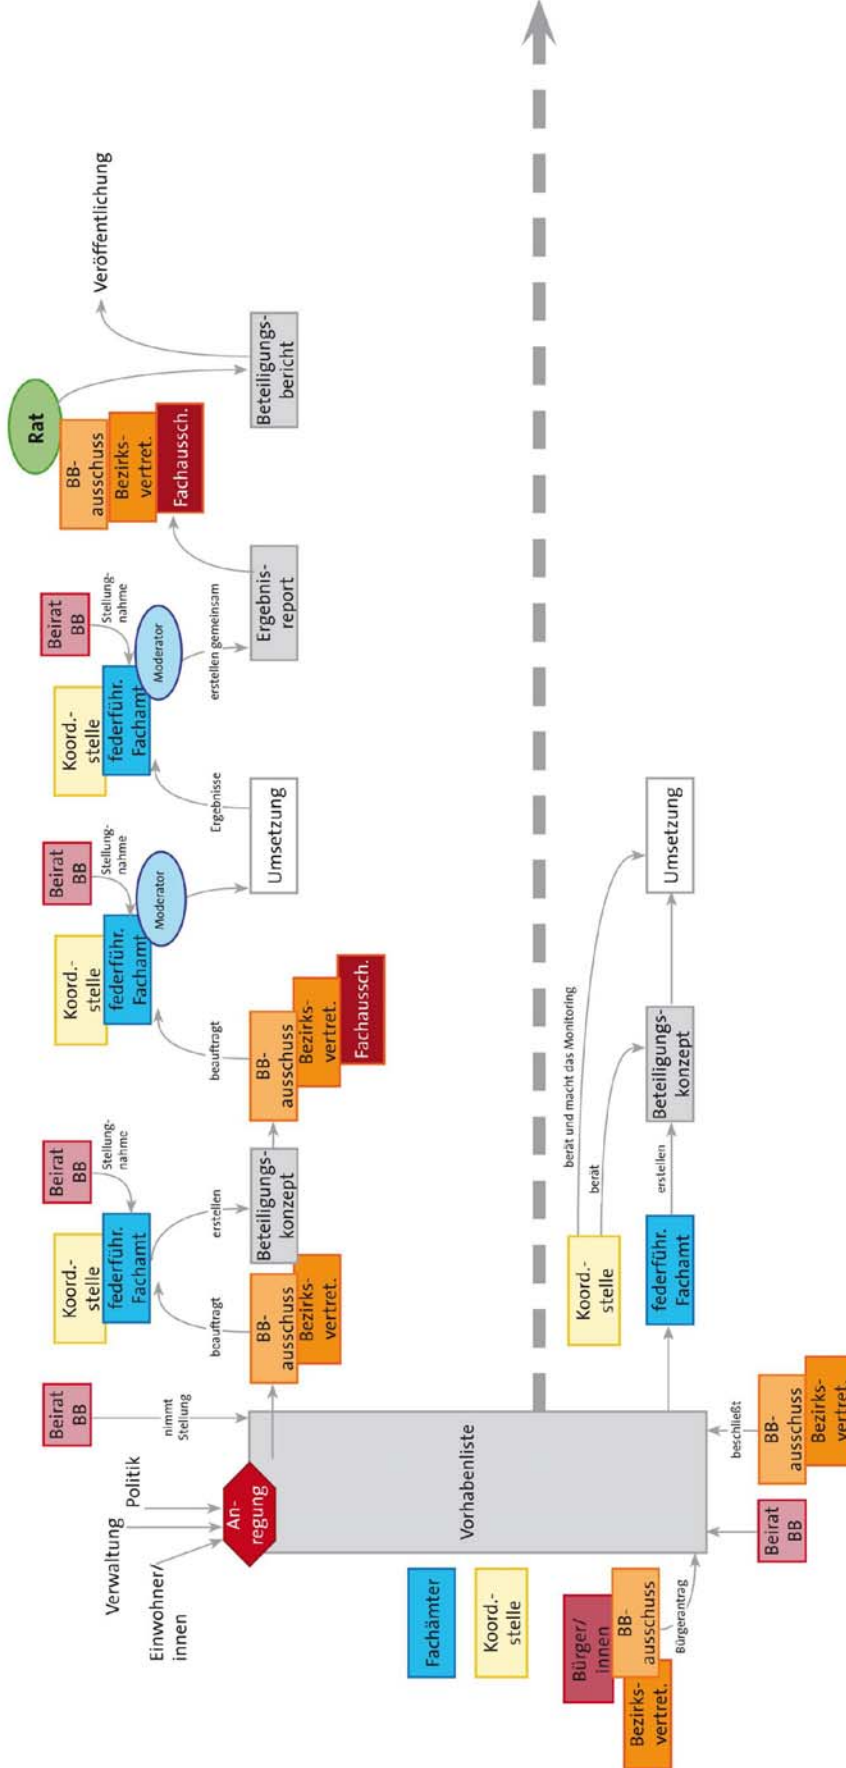 Verwaltung
Politik
Einwohner/
innen
An-
regung
Beirat
BB
nimmt
Stellung
Vorhabenliste
BB-
ausschuss
Bezirks-
vertret.
beauftragt
Koord.-
stelle
federführ.
Fachamt
Beirat
BB
Stellung-
nahme
erstellen
Beteiligungs-
konzept
BB-
ausschuss
Bezirks-
vertret.
Fachaussch.
beauftragt
Koord.-
stelle
federführ.
Fachamt
Beirat
BB
Stellung-
nahme
Moderator
Umsetzung
Ergebnisse
Koord.-
stelle
federführ.
Fachamt
Beirat
BB
Stellung-
nahme
Moderator
erstellen gemeinsam
Ergebnis-
report
Rat
BB-
ausschuss
Bezirks-
vertret.
Fachaussch.
Beteiligungs-
bericht
Veröffentlichung
Fachämter
Koord.-
stelle
Bürger/
innen
BB-
ausschuss
Bezirks-
vertret.
Bürgerantrag
Beirat
BB
BB-
ausschuss
Bezirks-
vertret.
beschließt
Koord.-
stelle
berät
berät und macht das Monitoring
federführ.
Fachamt
erstellen
Beteiligungs-
konzept
Umsetzung